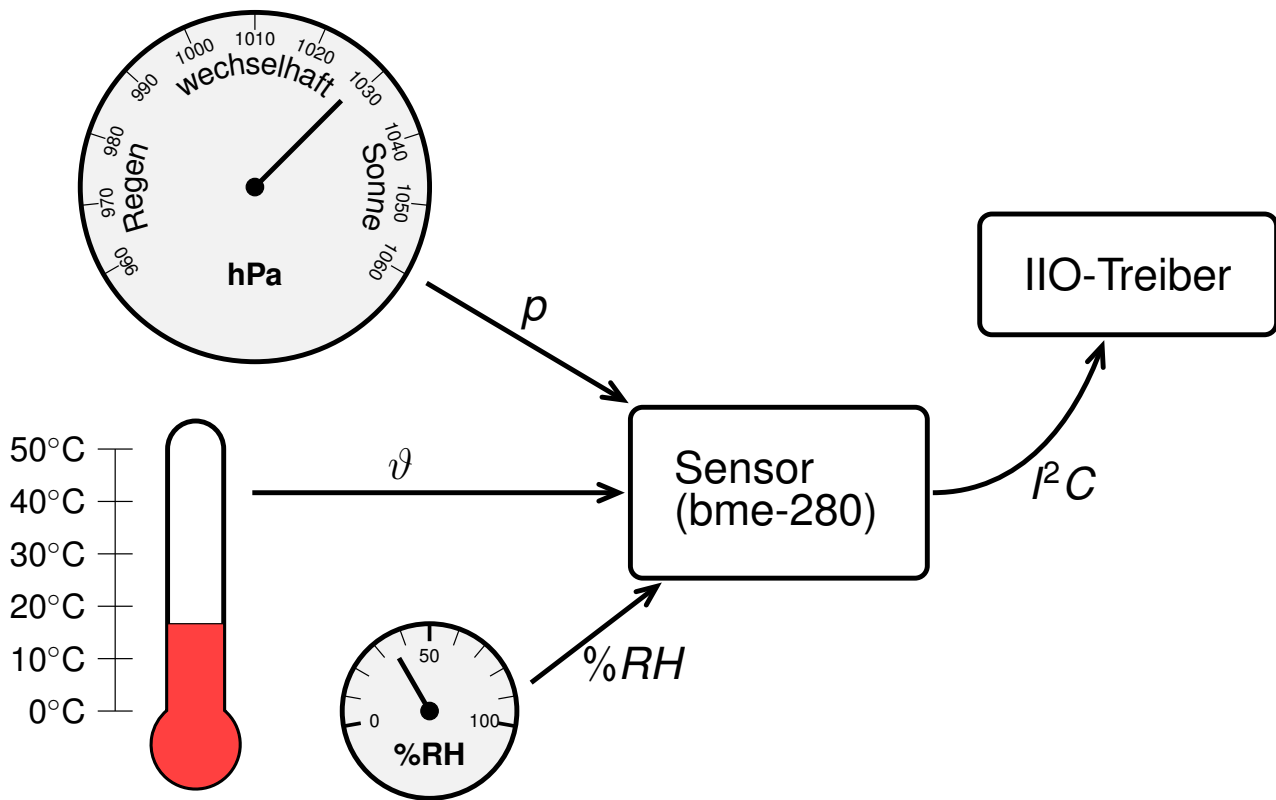 960
970
980
990
1000
1010
1020
1030
1040
1050
1060
Regen
wechselhaft
Sonne
hPa
p
IIO-Treiber
50°C
40°C
30°C
20°C
10°C
0°C
ϑ
Sensor
(bme-280)
I²C
0
50
100
%RH
%RH